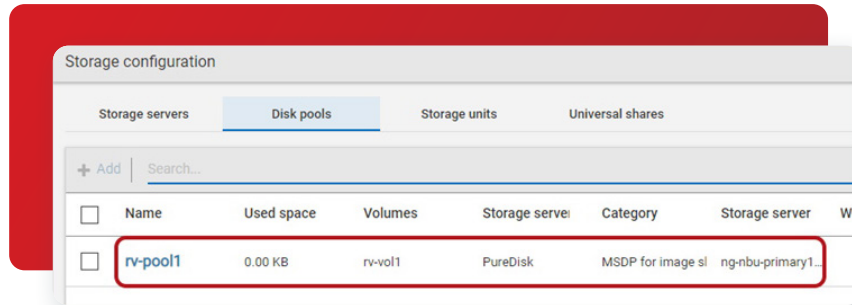 Storage configuration
Storage servers Disk pools Storage units Universal shares
+ Add Search...
Name Used space Volumes Storage server Category Storage server W
rv-pool1 0.00 KB rv-vol1 PureDisk MSDP for image sl ng-nbu-primary1...